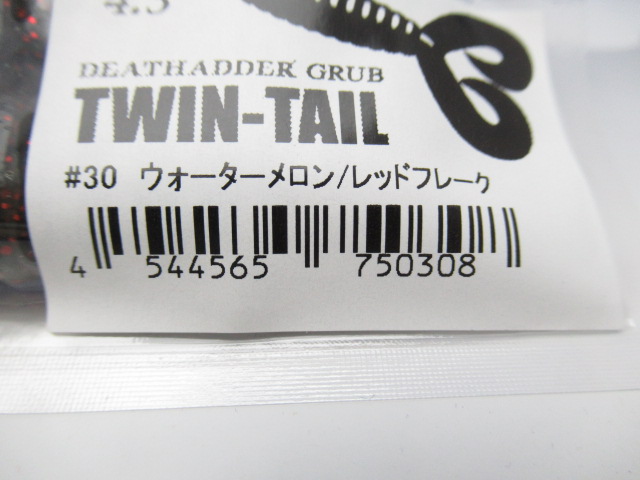 4.5
DEATHADDER GRUB
TWIN-TAIL
#30 ウォーターメロン/レッドフレーク
4 544565 750308